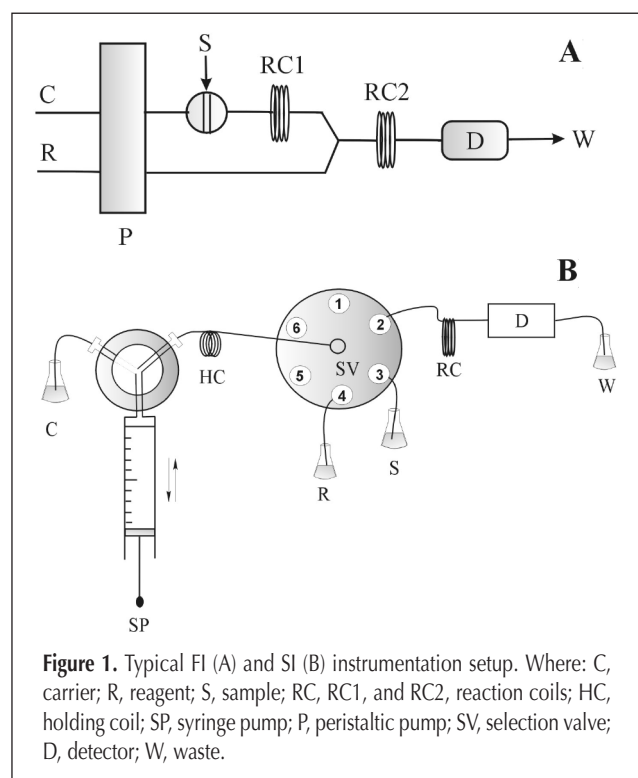 S
A
RC1
RC2
C
D
W
R
P
B
1
2
6
D
HC
SV
RC
5
3
W
4
C
S
R
SP
Figure 1. Typical FI (A) and SI (B) instrumentation setup. Where: C,
carrier; R, reagent; S, sample; RC, RC1, and RC2, reaction coils; HC,
holding coil; SP, syringe pump; P, peristaltic pump; SV, selection valve;
D, detector; W, waste.